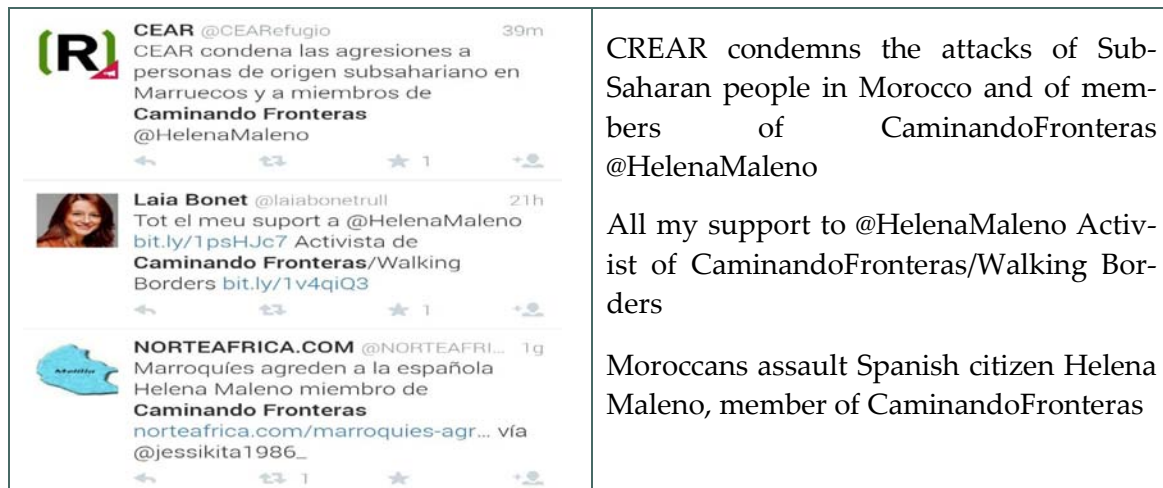 CEAR @CEARefugio 39m
CEAR condena las agresiones a
personas de origen subsahariano en
Marruecos y a miembros de
Caminando Fronteras
@HelenaMaleno
1
Laia Bonet @laiabonetrull 21h
Tot el meu suport a @HelenaMaleno
bit.ly/1psHJc7 Activista de
Caminando Fronteras/Walking
Borders bit.ly/1v4qiQ3
1
NORTEAFRICA.COM @NORTEAFRI... 1g
Marroquíes agreden a la española
Helena Maleno miembro de
Caminando Fronteras
norteafrica.com/marroquies-agr... vía
@jessikita1986_
1
(R)
Melilla
CREAR condemns the attacks of Sub-
Saharan people in Morocco and of mem-
bers of CaminandoFronteras
@HelenaMaleno
All my support to @HelenaMaleno Activ-
ist of CaminandoFronteras/Walking Bor-
ders
Moroccans assault Spanish citizen Helena
Maleno, member of CaminandoFronteras